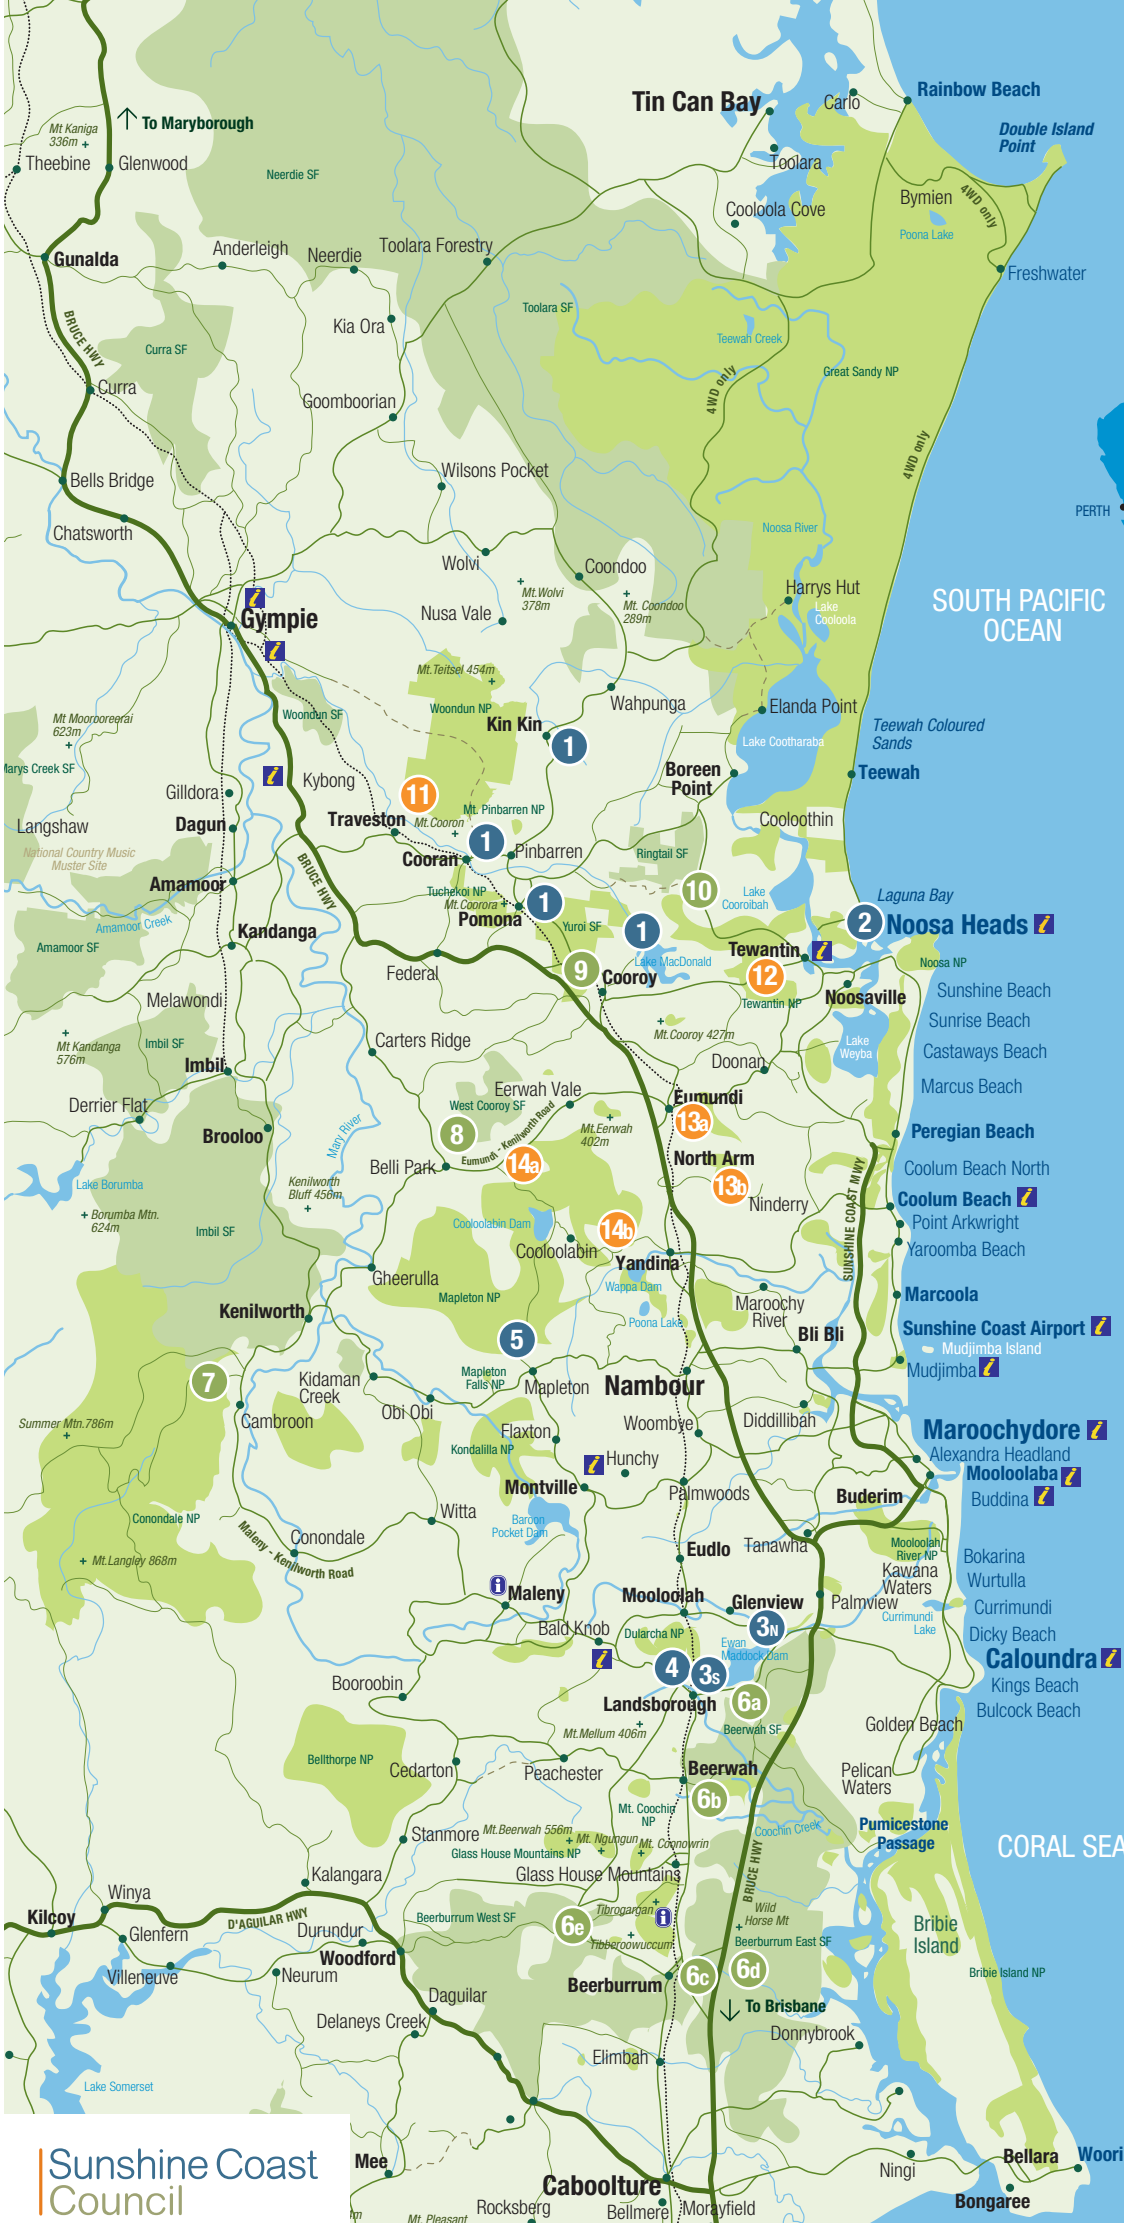 Tin Can Bay
Carlo
Rainbow Beach
Double Island
Point
Mt Kaniga
336m
To Maryborough
Theebine
Glenwood
Neerdie SF
Toolara
Bymien
4WD only
Poona Lake
Cooloola Cove
Gunalda
Anderleigh
Neerdie
Toolara Forestry
Freshwater
BRUCE HWY
Kia Ora
Toolara SF
Teewah Creek
Curra SF
Great Sandy NP
4WD only
Curra
Goomboorian
4WD only
Bells Bridge
Wilsons Pocket
PERTH
Chatsworth
Noosa River
Wolvi
Coondoo
Mt.Wolvi
378m
Mt. Coondoo
289m
Harrys Hut
Lake
Cooloola
SOUTH PACIFIC
OCEAN
i
Gympie
Nusa Vale
i
Mt.Teitsel 454m
Woondun NP
Woondun SF
Kin Kin
1
Wahpunga
Elanda Point
Lake Cootharaba
Teewah Coloured
Sands
Mt Moorooreerai
623m
Marys Creek SF
Boreen
Point
Teewah
i
Kybong
Gilldora
11
Langshaw
Dagun
Traveston
Mt.Cooran
Mt. Pinbarren NP
Cooloothin
National Country Music
Muster Site
1
Cooran
Pinbarren
Ringtail SF
BRUCE HWY
Amamoor
Tuchekoi NP
Mt.Coorora
10
Lake
Cooroibah
Laguna Bay
Amamoor Creek
Pomona
1
Yuroi SF
1
2
Noosa Heads
i
Kandanga
Amamoor SF
Tewantin
i
Lake MacDonald
Noosa NP
Federal
9
Cooroy
12
Tewantin NP
Noosaville
Sunshine Beach
Melawondi
Sunrise Beach
Mt Kandanga
576m
Imbil SF
Carters Ridge
Mt.Cooroy 427m
Lake
Weyba
Castaways Beach
Imbil
Doonan
Marcus Beach
Derrier Flat
Eerwah Vale
West Cooroy SF
Eumundi
13a
Brooloo
Mary River
8
Eumundi - Kenilworth Road
Mt.Eerwah
402m
Peregian Beach
Belli Park
14a
North Arm
13b
Ninderry
Coolum Beach North
Lake Borumba
Kenilworth
Bluff 456m
SUNSHINE COAST MWY
Coolum Beach
i
Borumba Mtn.
624m
Imbil SF
Cooloolabin Dam
14b
Point Arkwright
Cooloolabin
Yandina
Yaroomba Beach
Gheerulla
Wappa Dam
Kenilworth
Mapleton NP
Poona Lake
Maroochy
River
Marcoola
5
Bli Bli
Sunshine Coast Airport
i
Mudjimba Island
7
Kidaman
Creek
Mapleton
Falls NP
Mapleton
Nambour
Mudjimba
i
Summer Mtn.786m
Cambroon
Obi Obi
Flaxton
Woombye
Diddillibah
Maroochydore
i
Kondalilla NP
i
Hunchy
Alexandra Headland
Montville
Palmwoods
Buderim
Mooloolaba
i
Buddina
i
Conondale NP
Witta
Baroon
Pocket Dam
Maleny - Kenilworth Road
Conondale
Eudlo
Tanawha
Mooloolah
River NP
Bokarina
Mt.Langley 868m
Kawana
Waters
Wurtulla
i
Maleny
Mooloolah
Glenview
Palmview
Currimundi
Currimundi
Lake
Bald Knob
Dularcha NP
3N
Ewan
Maddock Dam
Dicky Beach
i
4
3s
Caloundra
i
Booroobin
Landsborough
6a
Kings Beach
Bulcock Beach
Mt.Mellum 406m
Beerwah SF
Golden Beach
Bellthorpe NP
Cedarton
Peachester
Beerwah
6b
Pelican
Waters
Mt. Coochin
NP
Coochin Creek
Pumicestone
Passage
Stanmore
Mt.Beerwah 556m
Mt. Ngungun
Mt. Coonowrin
Glass House Mountains NP
CORAL SEA
Kalangara
Glass House Mountains
BRUCE HWY
Winya
Kilcoy
D'AGUILAR HWY
Beerburrum West SF
6e
Tibrogargan
i
Wild
Horse Mt
Bribie
Island
Glenfern
Durundur
Tibberoowuccum
Beerburrum East SF
Woodford
Villeneuve
Neurum
Beerburrum
6c
6d
Bribie Island NP
Daguilar
To Brisbane
Delaneys Creek
Donnybrook
Elimbah
Lake Somerset
Sunshine Coast
Council
Mee
Caboolture
Ningi
Bellara
Woori
Bongaree
Mt. Pleasant
Rocksberg
Bellmere
Morayfield